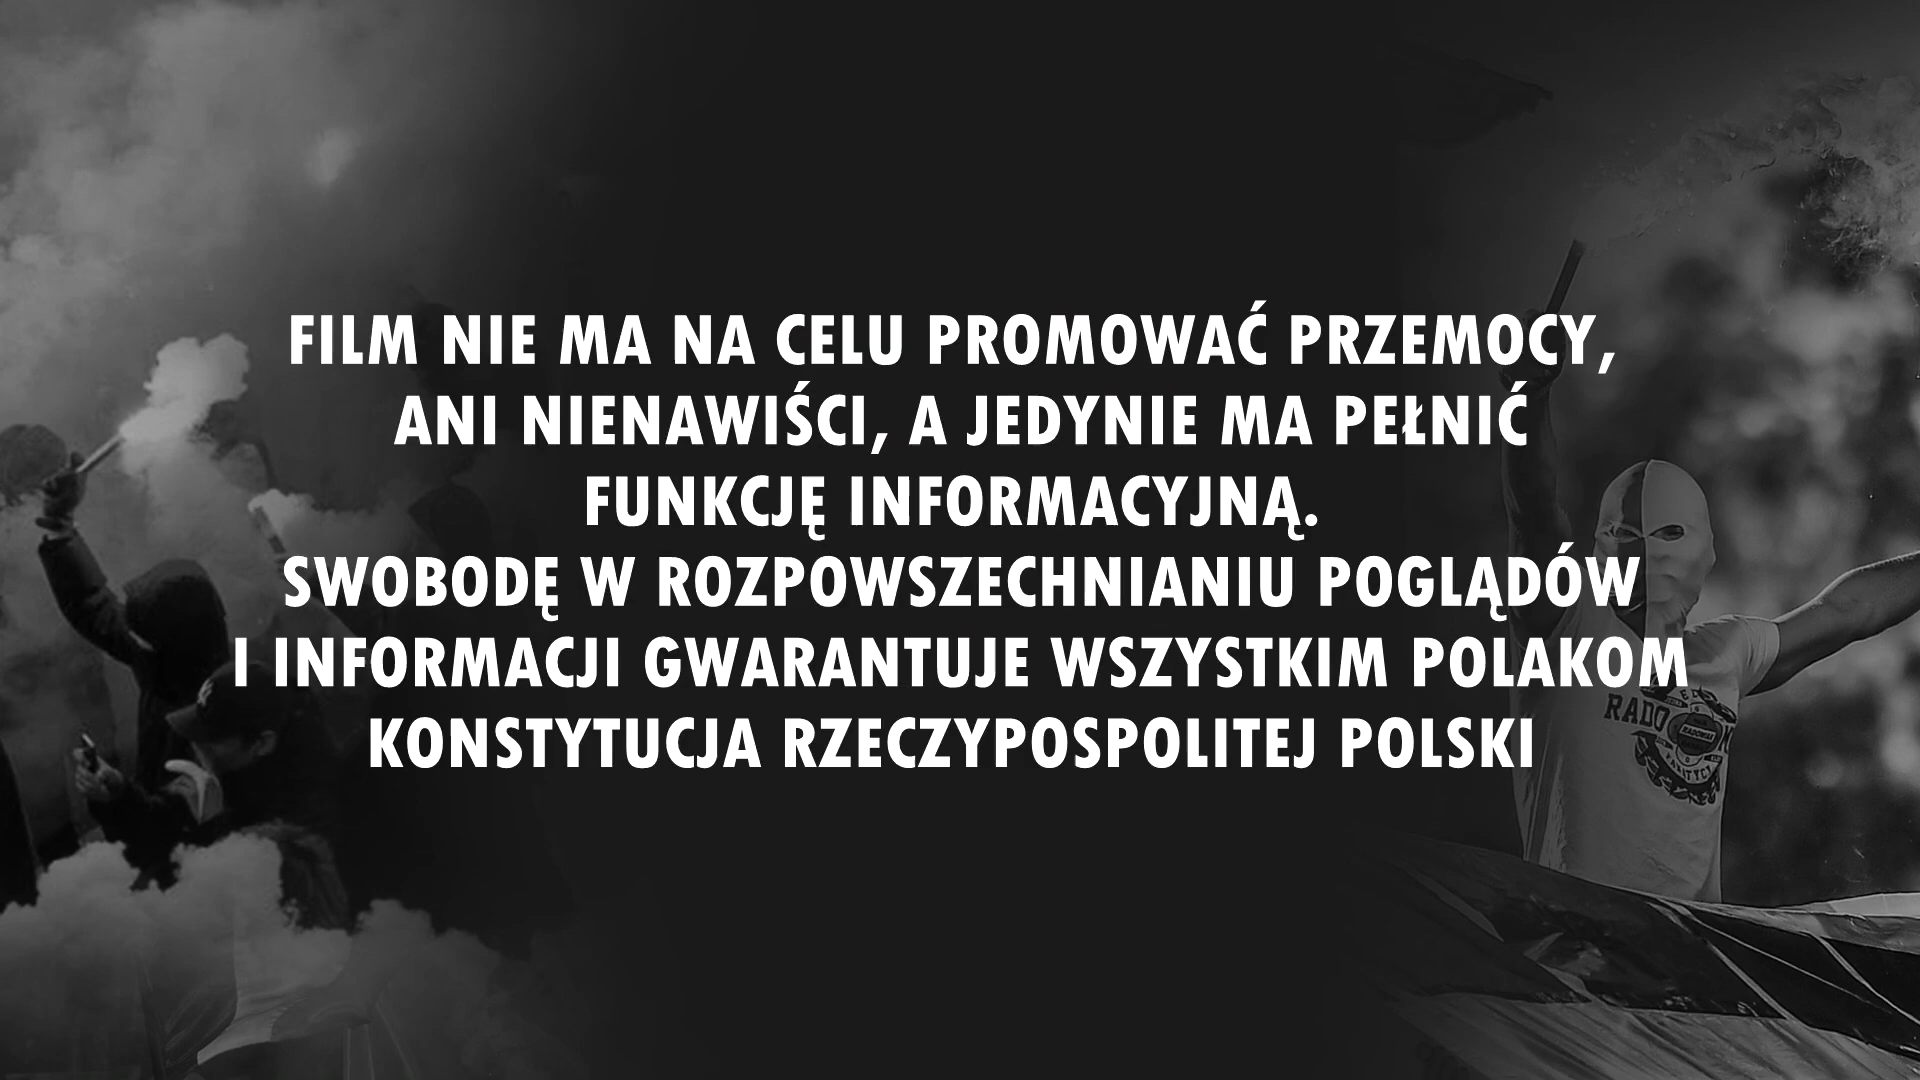 FILM NIE MA NA CELU PROMOWAĆ PRZEMOCY,
ANI NIENAWIŚCI, A JEDYNIE MA PEŁNIĆ
FUNKCJĘ INFORMACYJNĄ.
SWOBODĘ W ROZPOWSZECHNIANIU POGLĄDÓW
I INFORMACJI GWARANTUJE WSZYSTKIM POLAKOM
KONSTYTUCJA RZECZYPOSPOLITEJ POLSKI